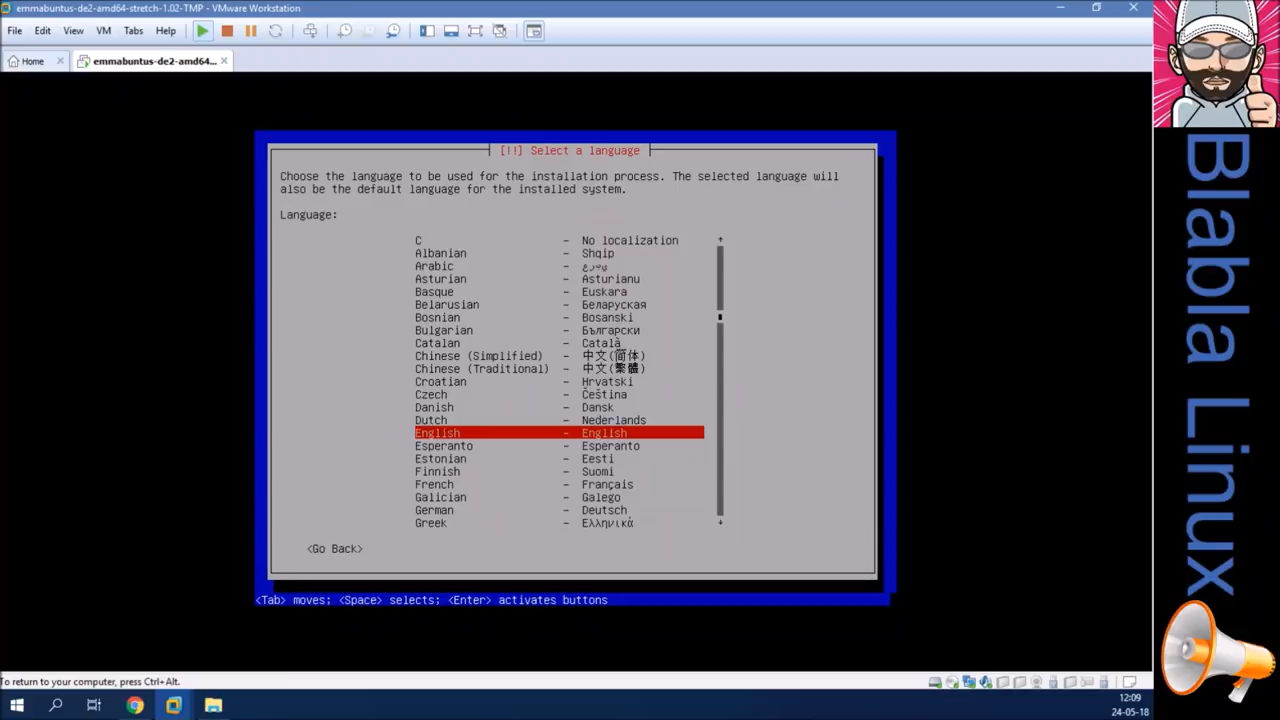 emmabuntus-de2-amd64-stretch-1.02-TMP - VMware Workstation
File Edit View VM Tabs Help
Home emmabuntus-de2-amd64...
[!!] Select a language
Choose the language to be used for the installation process. The selected language will
also be the default language for the installed system.
Language:
C - No localization
Albanian - Shqip
Arabic -
Asturian - Asturianu
Basque - Euskara
Belarusian - Беларуская
Bosnian - Bosanski
Bulgarian - Български
Catalan - Català
Chinese (Simplified) - 中文(简体)
Chinese (Traditional) - 中文(繁體)
Croatian - Hrvatski
Czech - Čeština
Danish - Dansk
Dutch - Nederlands
English - English
Esperanto - Esperanto
Estonian - Eesti
Finnish - Suomi
French - Français
Galician - Galego
German - Deutsch
Greek - Ελληνικά
<Go Back>
<Tab> moves; <Space> selects; <Enter> activates buttons
To return to your computer, press Ctrl+Alt.
12:09
24-05-18
Blabla Linux